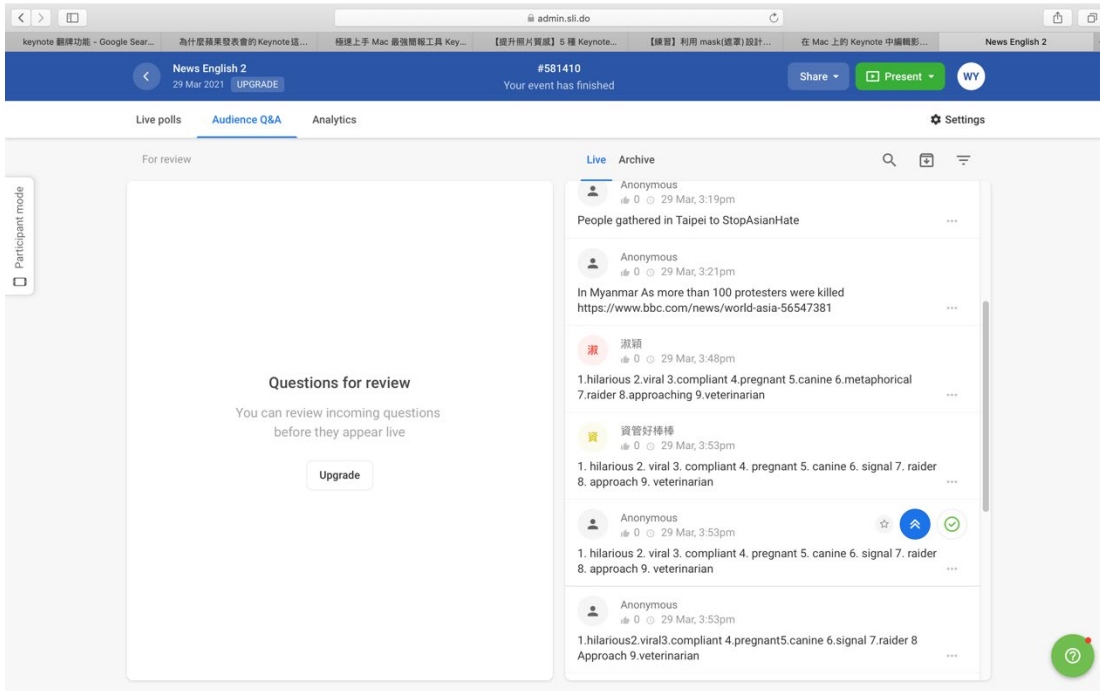 admin.sli.do
keynote 翻牌功能 - Google Sear...
為什麼蘋果發表會的 Keynote 這...
極速上手 Mac 最強簡報工具 Key...
【提升照片質感】5 種 Keynote...
【練習】利用 mask(遮罩) 設計...
在 Mac 上的 Keynote 中編輯影...
News English 2
News English 2
29 Mar 2021 UPGRADE
#581410
Your event has finished
Share
Present
WY
Live polls
Audience Q&A
Analytics
Settings
Participant mode
For review
Questions for review
You can review incoming questions
before they appear live
Upgrade
Live Archive
Anonymous
0 29 Mar, 3:19pm
People gathered in Taipei to StopAsianHate
Anonymous
0 29 Mar, 3:21pm
In Myanmar As more than 100 protesters were killed
https://www.bbc.com/news/world-asia-56547381
淑
淑穎
0 29 Mar, 3:48pm
1.hilarious 2.viral 3.compliant 4.pregnant 5.canine 6.metaphorical
7.raider 8.approaching 9.veterinarian
資
資管好棒棒
0 29 Mar, 3:53pm
1. hilarious 2. viral 3. compliant 4. pregnant 5. canine 6. signal 7. raider
8. approach 9. veterinarian
Anonymous
0 29 Mar, 3:53pm
1. hilarious 2. viral 3. compliant 4. pregnant 5. canine 6. signal 7. raider
8. approach 9. veterinarian
Anonymous
0 29 Mar, 3:53pm
1.hilarious2.viral3.compliant 4.pregnant5.canine 6.signal 7.raider 8
Approach 9.veterinarian